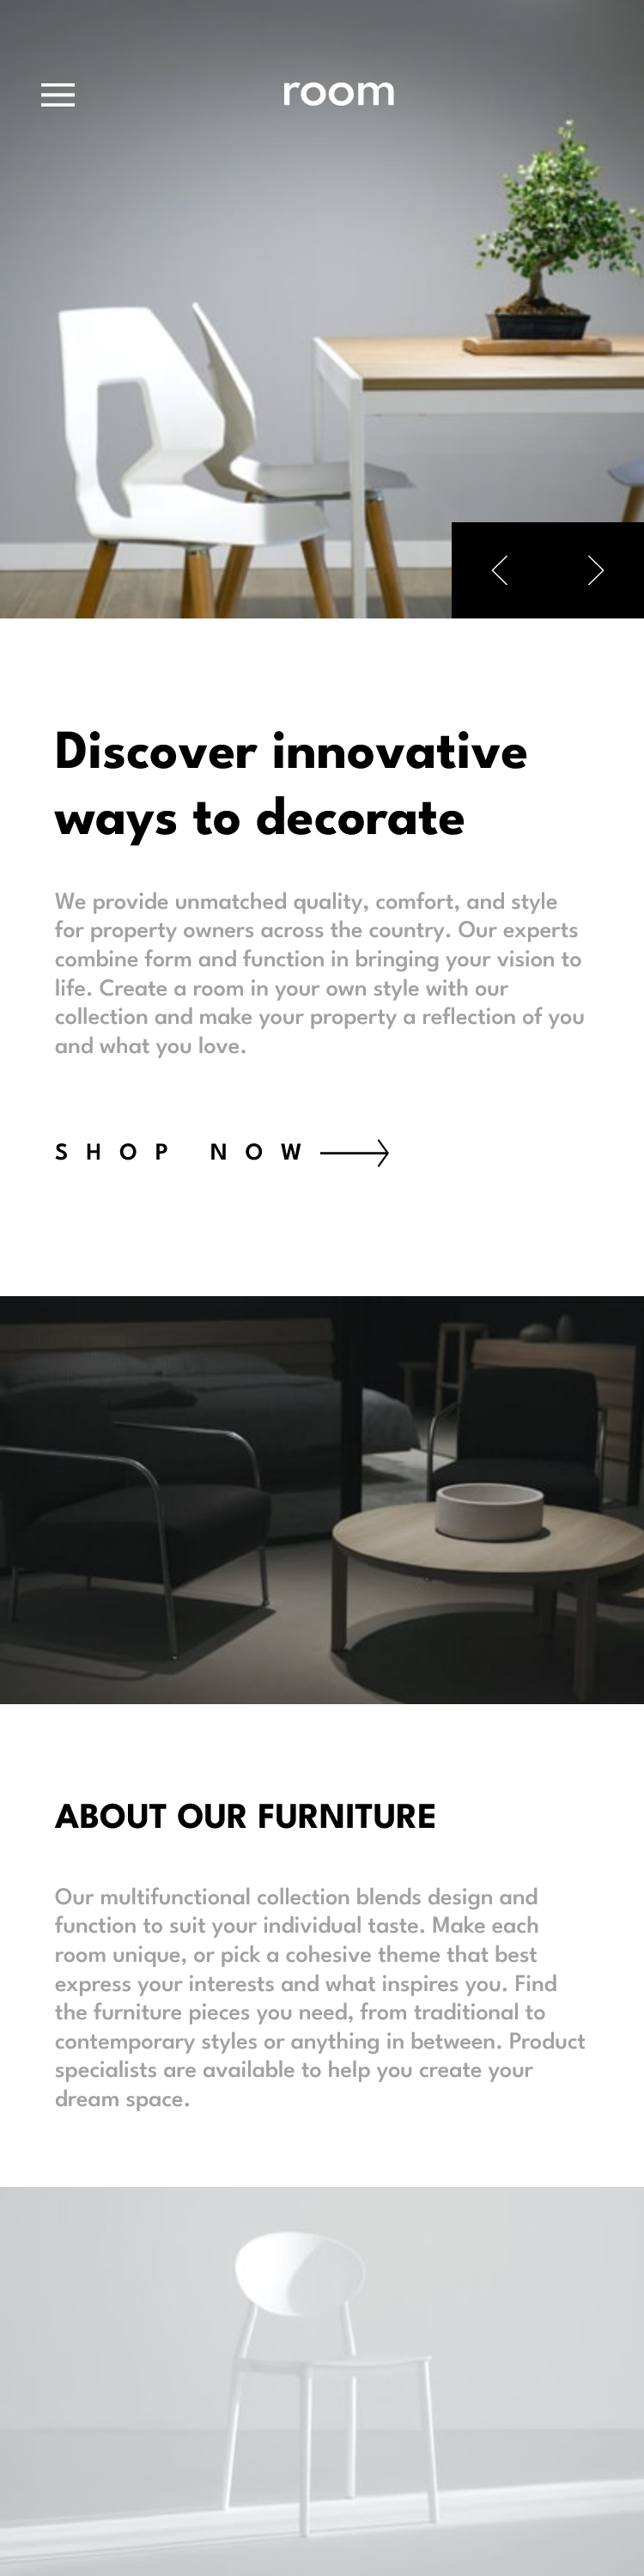 room
Discover innovative
ways to decorate
We provide unmatched quality, comfort, and style
for property owners across the country. Our experts
combine form and function in bringing your vision to
life. Create a room in your own style with our
collection and make your property a reflection of you
and what you love.
SHOP NOW
ABOUT OUR FURNITURE
Our multifunctional collection blends design and
function to suit your individual taste. Make each
room unique, or pick a cohesive theme that best
express your interests and what inspires you. Find
the furniture pieces you need, from traditional to
contemporary styles or anything in between. Product
specialists are available to help you create your
dream space.